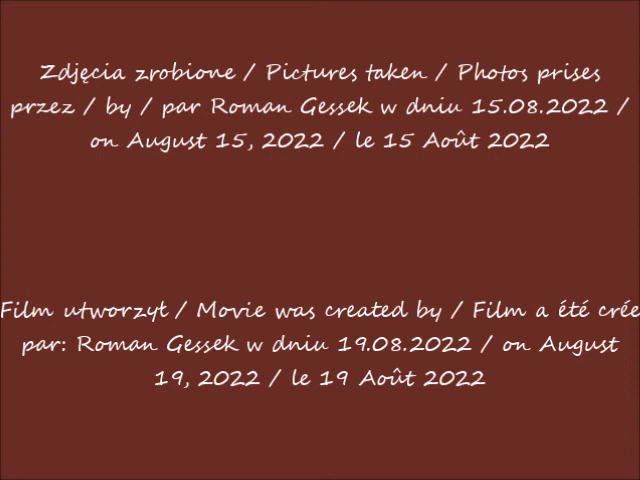 Zdjęcia zrobione / Pictures taken / Photos prises
przez / by / par Roman Gessek w dniu 15.08.2022 /
on August 15, 2022 / le 15 Août 2022
Film utworzył / Movie was created by / Film a été crée
par: Roman Gessek w dniu 19.08.2022 / on August
19, 2022 / le 19 Août 2022